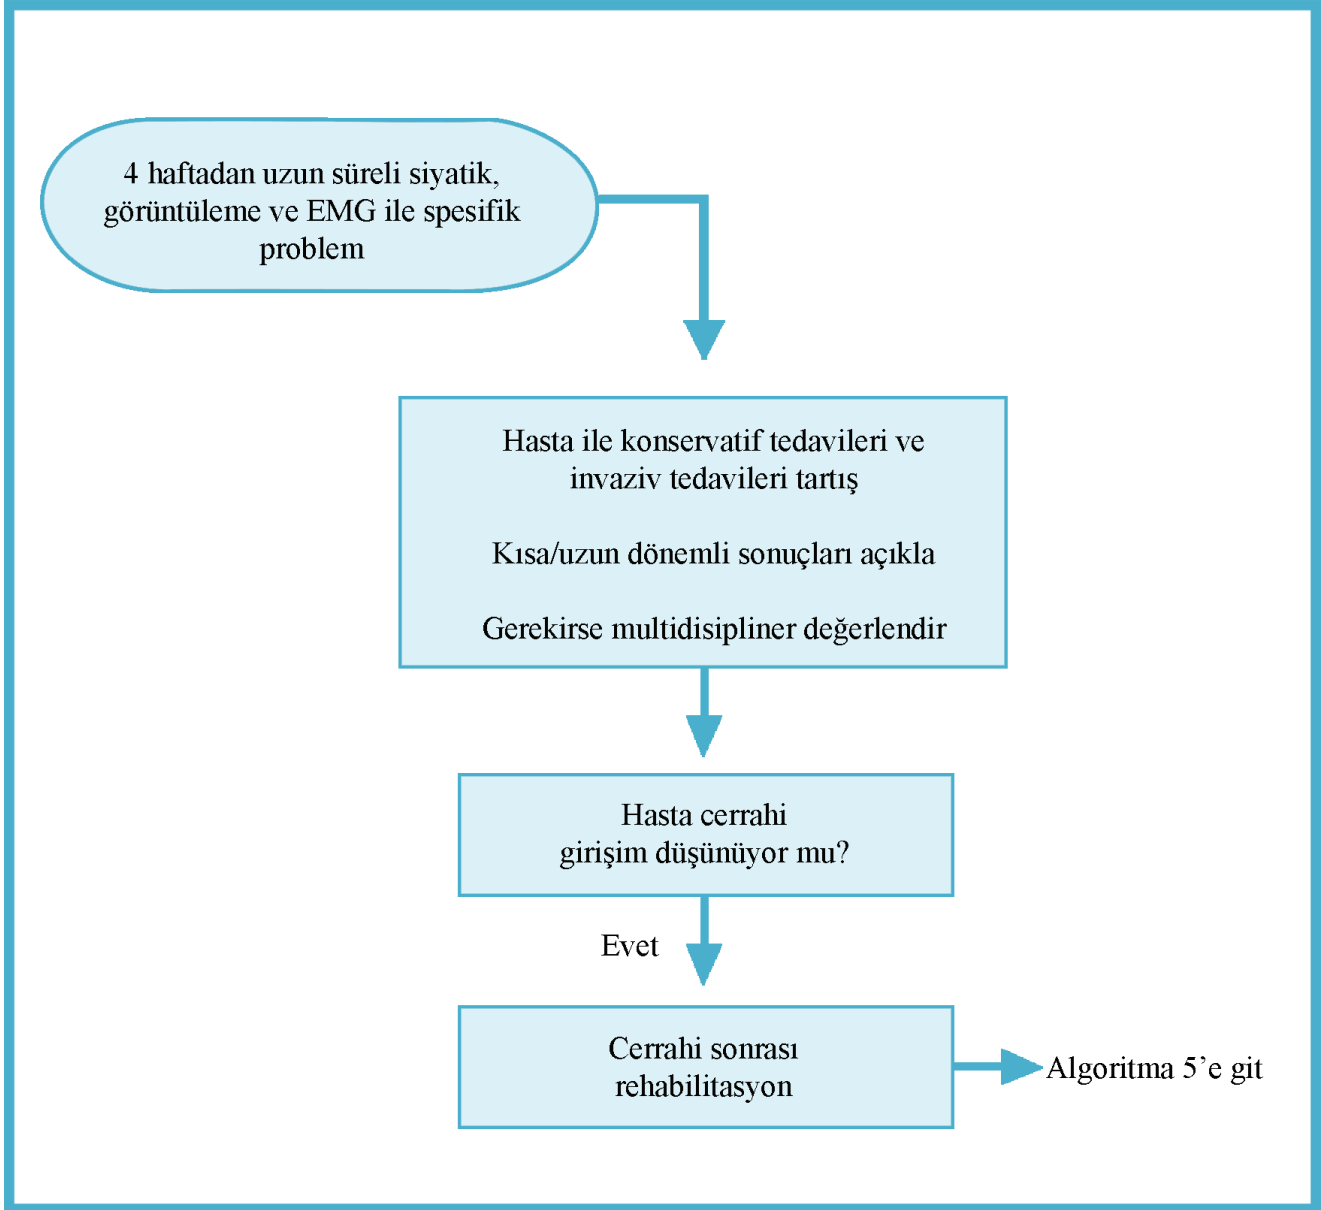 4 haftadan uzun süreli siyatik,
görüntüleme ve EMG ile spesifik
problem
Hasta ile konservatif tedavileri ve
invaziv tedavileri tartış
Kısa/uzun dönemli sonuçları açıkla
Gerekirse multidisipliner değerlendir
Hasta cerrahi
girişim düşünüyor mu?
Evet
Cerrahi sonrası
rehabilitasyon
Algoritma 5’e git